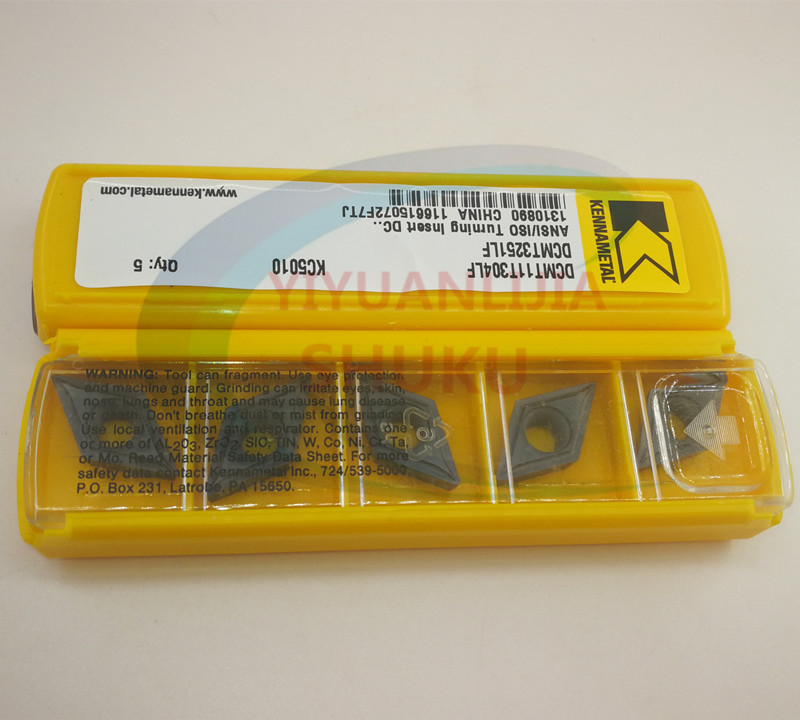 KENNAMETAL
DCMT11T304LF KC5010 Qty: 5
DCMT3251LF
ANSI/ISO Turning Insert DC..
1310890 CHINA 116615072F7TJ
www.kennametal.com
YIYUANLIJIA
SHUKU
WARNING: Tool can fragment. Use eye protection
and machine guard. Grinding can irritate eyes, skin,
nose, lungs and throat and may cause lung disease
or death. Don't breathe dust or mist from grinding.
Use local ventilation and respirator. Contains one
or more of Al2O3, ZrO2, SiC, TiN, W, Co, Ni, Cr, Ta,
or Mo. Read Material Safety Data Sheet. For more
safety data contact Kennametal Inc., 724/539-5000
P.O. Box 231, Latrobe, PA 15650.